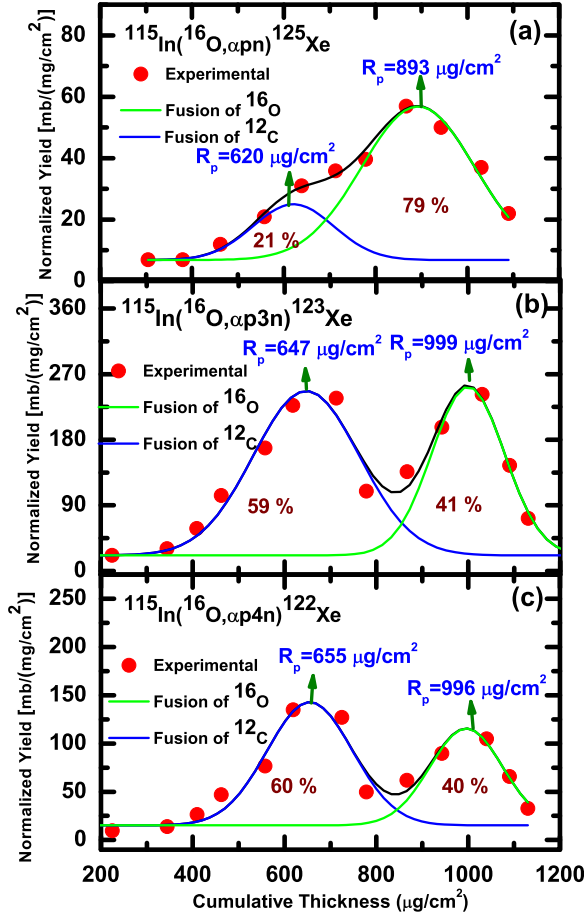 (a)
¹¹⁵In(¹⁶O,αpn)¹²⁵Xe
Experimental
Fusion of ¹⁶O
Fusion of ¹²C
Rₚ=893 μg/cm²
Rₚ=620 μg/cm²
21 %
79 %
80
60
40
20
0
Normalized Yield [mb/(mg/cm²)]
(b)
¹¹⁵In(¹⁶O,αp3n)¹²³Xe
Experimental
Fusion of ¹⁶O
Fusion of ¹²C
Rₚ=647 μg/cm²
Rₚ=999 μg/cm²
59 %
41 %
360
270
180
90
0
Normalized Yield [mb/(mg/cm²)]
(c)
¹¹⁵In(¹⁶O,αp4n)¹²²Xe
Experimental
Fusion of ¹⁶O
Fusion of ¹²C
Rₚ=655 μg/cm²
Rₚ=996 μg/cm²
60 %
40 %
250
200
150
100
50
0
Normalized Yield [mb/(mg/cm²)]
200 400 600 800 1000 1200
Cumulative Thickness (μg/cm²)